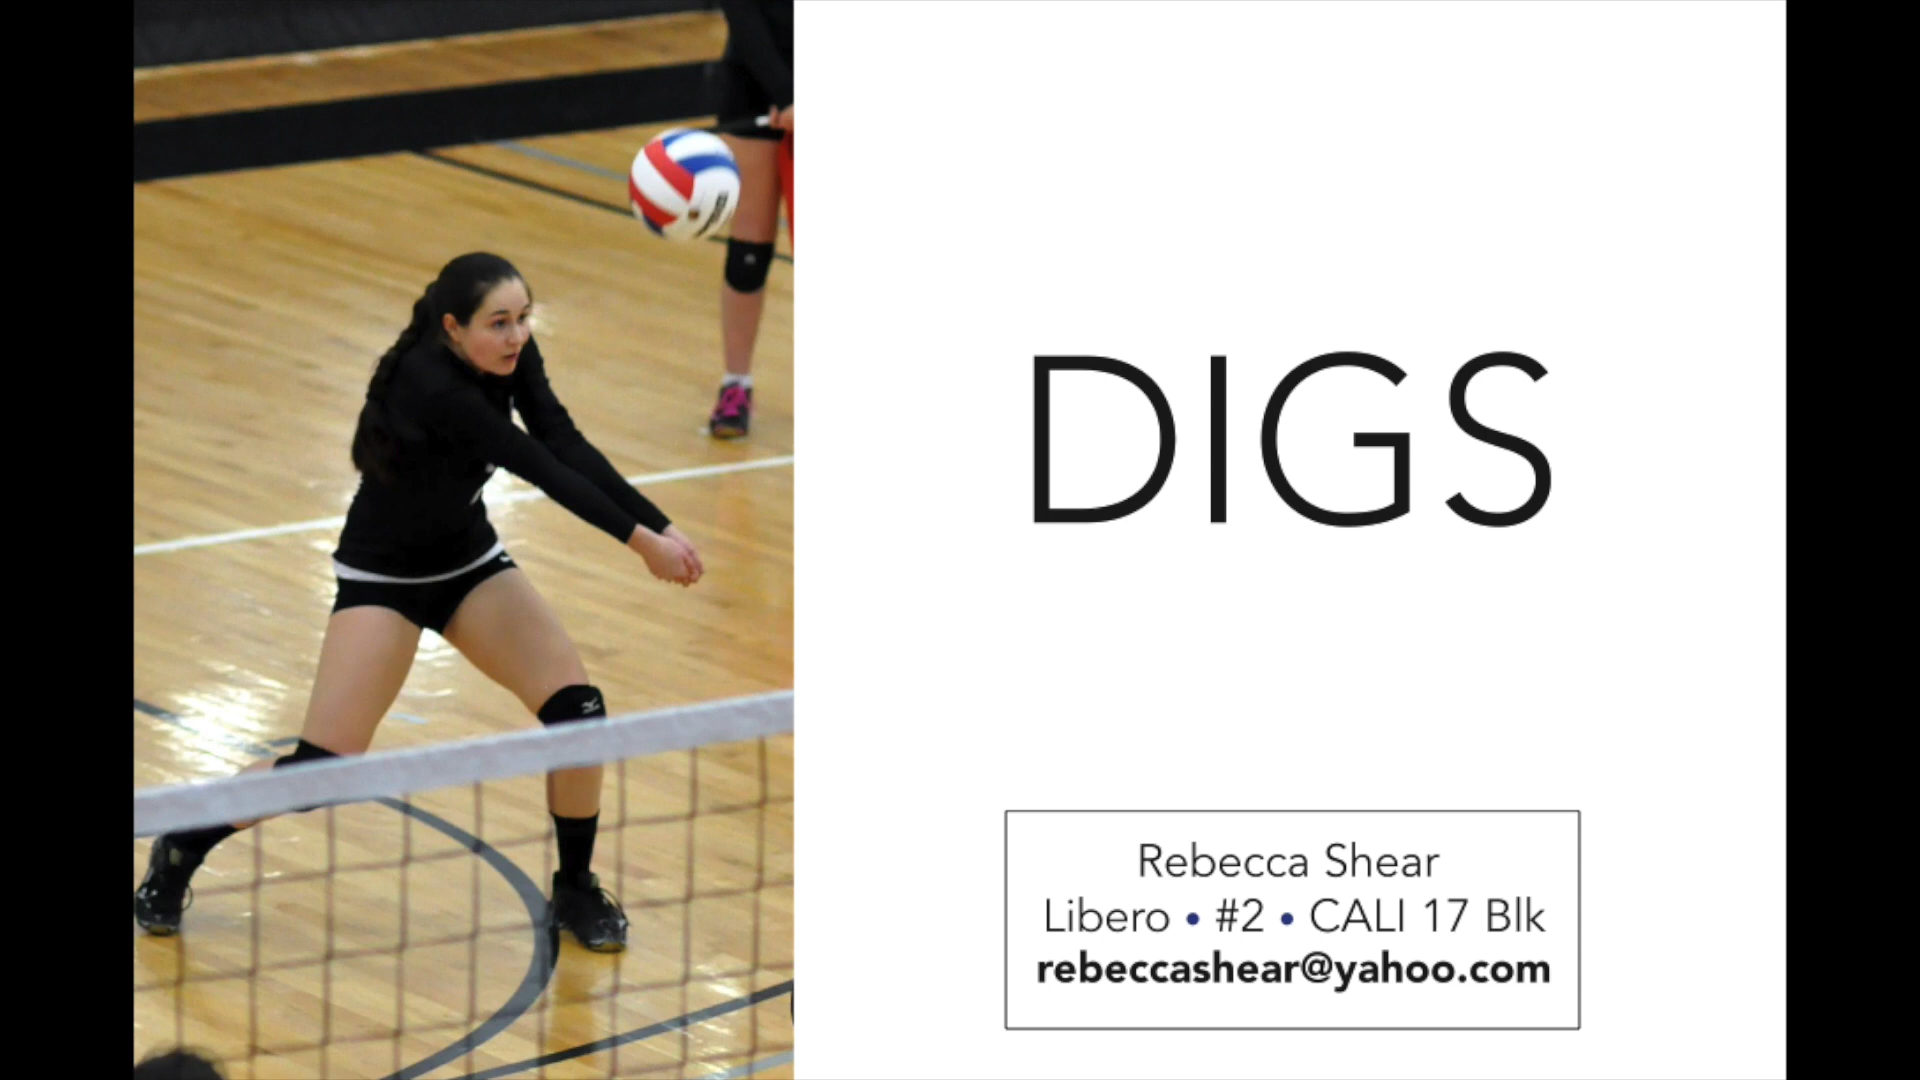 DIGS
Rebecca Shear
Libero • #2 • CALI 17 Blk
rebeccashear@yahoo.com